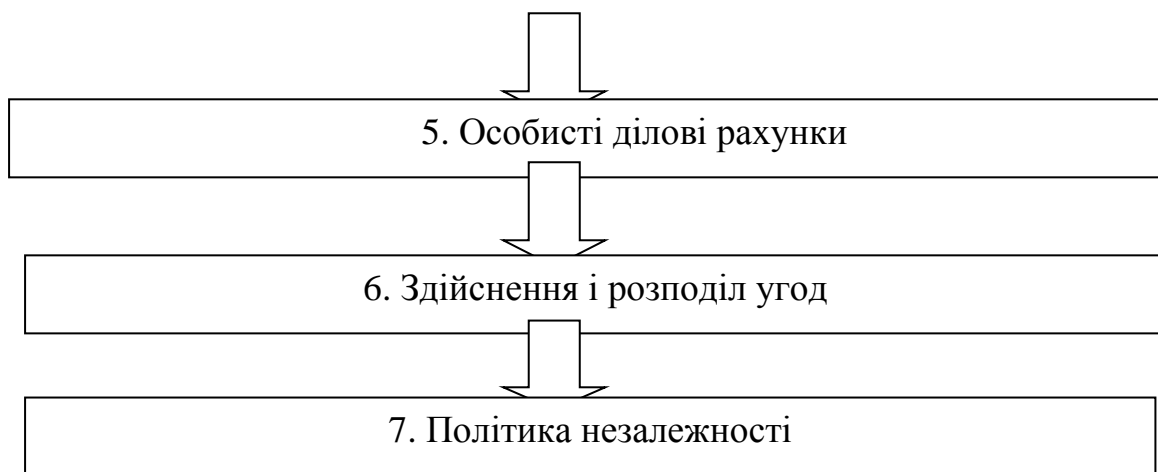 5. Особисті ділові рахунки
6. Здійснення і розподіл угод
7. Політика незалежності